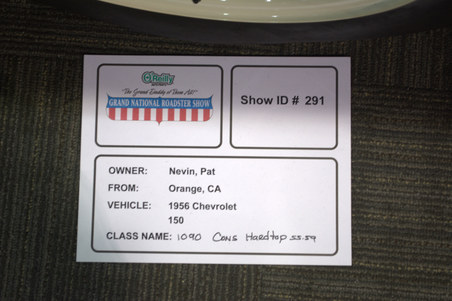 O'Reilly
"The Grand Daddy of Them All"
GRAND NATIONAL ROADSTER SHOW
Show ID # 291
OWNER: Nevin, Pat
FROM: Orange, CA
VEHICLE: 1956 Chevrolet
150
CLASS NAME: 1090 Cons Hardtop 55-59